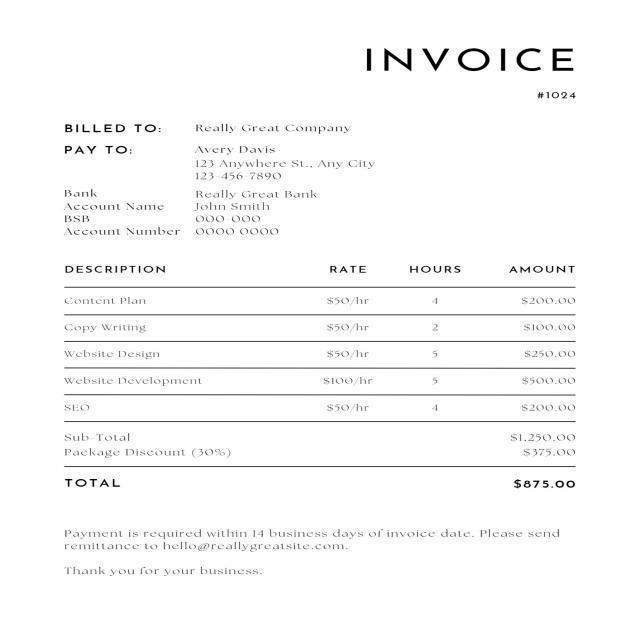 INVOICE
#1024
BILLED TO: Really Great Company
PAY TO: Avery Davis
123 Anywhere St., Any City
123-456-7890
Bank Really Great Bank
Account Name John Smith
BSB 000-000
Account Number 0000 0000
DESCRIPTION RATE HOURS AMOUNT
Content Plan $50/hr 4 $200.00
Copy Writing $50/hr 2 $100.00
Website Design $50/hr 5 $250.00
Website Development $100/hr 5 $500.00
SEO $50/hr 4 $200.00
Sub-Total $1,250.00
Package Discount (30%) $375.00
TOTAL $875.00
Payment is required within 14 business days of invoice date. Please send
remittance to hello@reallygreatsite.com.
Thank you for your business.